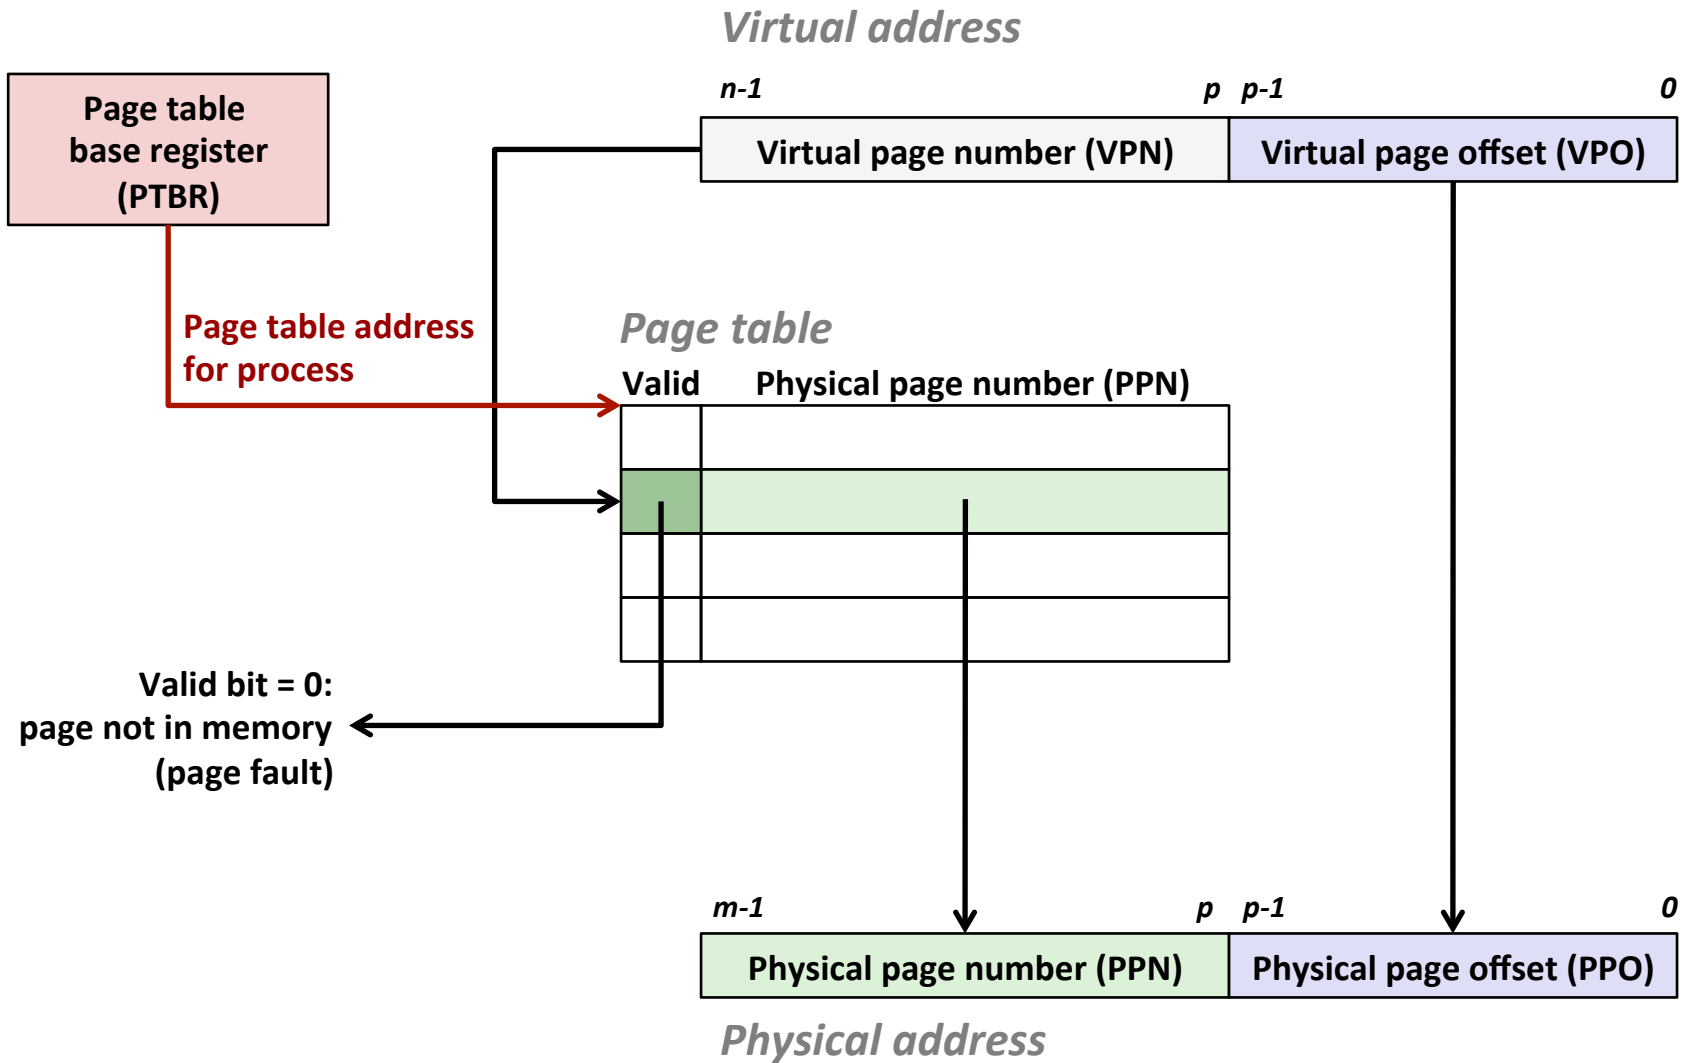 Virtual address
n-1 p p-1 0
Virtual page number (VPN) Virtual page offset (VPO)
Page table
base register
(PTBR)
Page table address
for process
Page table
Valid Physical page number (PPN)
Valid bit = 0:
page not in memory
(page fault)
m-1 p p-1 0
Physical page number (PPN) Physical page offset (PPO)
Physical address